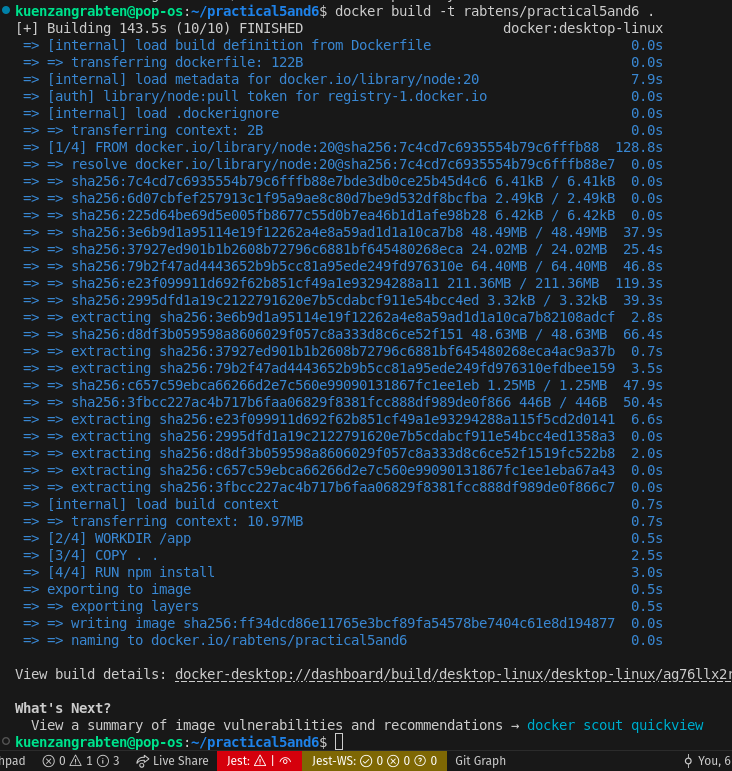 kuenzangrabten@pop-os:~/practical5and6$ docker build -t rabtens/practical5and6 .
[+] Building 143.5s (10/10) FINISHED docker:desktop-linux
=> [internal] load build definition from Dockerfile 0.0s
=> => transferring dockerfile: 122B 0.0s
=> [internal] load metadata for docker.io/library/node:20 7.9s
=> [auth] library/node:pull token for registry-1.docker.io 0.0s
=> [internal] load .dockerignore 0.0s
=> => transferring context: 2B 0.0s
=> [1/4] FROM docker.io/library/node:20@sha256:7c4cd7c6935554b79c6fffb88 128.8s
=> => resolve docker.io/library/node:20@sha256:7c4cd7c6935554b79c6fffb88e7 0.0s
=> => sha256:7c4cd7c6935554b79c6fffb88e7bde3db0ce25b45d4c6 6.41kB / 6.41kB 0.0s
=> => sha256:6d07cbfef257913c1f95a9ae8c80d7be9d532df8bcfba 2.49kB / 2.49kB 0.0s
=> => sha256:225d64be69d5e005fb8677c55d0b7ea46b1d1afe98b28 6.42kB / 6.42kB 0.0s
=> => sha256:3e6b9d1a95114e19f12262a4e8a59ad1d1a10ca7b8 48.49MB / 48.49MB 37.9s
=> => sha256:37927ed901b1b2608b72796c6881bf645480268eca 24.02MB / 24.02MB 25.4s
=> => sha256:79b2f47ad4443652b9b5cc81a95ede249fd976310e 64.40MB / 64.40MB 46.8s
=> => sha256:e23f099911d692f62b851cf49a1e93294288a11 211.36MB / 211.36MB 119.3s
=> => sha256:2995dfd1a19c2122791620e7b5cdabcf911e54bcc4ed 3.32kB / 3.32kB 39.3s
=> => extracting sha256:3e6b9d1a95114e19f12262a4e8a59ad1d1a10ca7b82108adcf 2.8s
=> => sha256:d8df3b059598a8606029f057c8a333d8c6ce52f151 48.63MB / 48.63MB 66.4s
=> => extracting sha256:37927ed901b1b2608b72796c6881bf645480268eca4ac9a37b 0.7s
=> => extracting sha256:79b2f47ad4443652b9b5cc81a95ede249fd976310efdbee159 3.5s
=> => sha256:c657c59ebca66266d2e7c560e99090131867fc1ee1eb 1.25MB / 1.25MB 47.9s
=> => sha256:3fbcc227ac4b717b6faa06829f8381fcc888df989de0f866 446B / 446B 50.4s
=> => extracting sha256:e23f099911d692f62b851cf49a1e93294288a115f5cd2d0141 6.6s
=> => extracting sha256:2995dfd1a19c2122791620e7b5cdabcf911e54bcc4ed1358a3 0.0s
=> => extracting sha256:d8df3b059598a8606029f057c8a333d8c6ce52f1519fc522b8 2.0s
=> => extracting sha256:c657c59ebca66266d2e7c560e99090131867fc1ee1eba67a43 0.0s
=> => extracting sha256:3fbcc227ac4b717b6faa06829f8381fcc888df989de0f866c7 0.0s
=> [internal] load build context 0.7s
=> => transferring context: 10.97MB 0.7s
=> [2/4] WORKDIR /app 0.5s
=> [3/4] COPY . . 2.5s
=> [4/4] RUN npm install 3.0s
=> exporting to image 0.5s
=> => exporting layers 0.5s
=> => writing image sha256:ff34dcd86e11765e3bcf89fa54578be7404c61e8d194877 0.0s
=> => naming to docker.io/rabtens/practical5and6 0.0s
View build details: docker-desktop://dashboard/build/desktop-linux/desktop-linux/ag76llx2r
What's Next?
View a summary of image vulnerabilities and recommendations → docker scout quickview
kuenzangrabten@pop-os:~/practical5and6$
hpad 0 1 3 Live Share Jest: | Jest-WS: 0 0 0 Git Graph You, 6